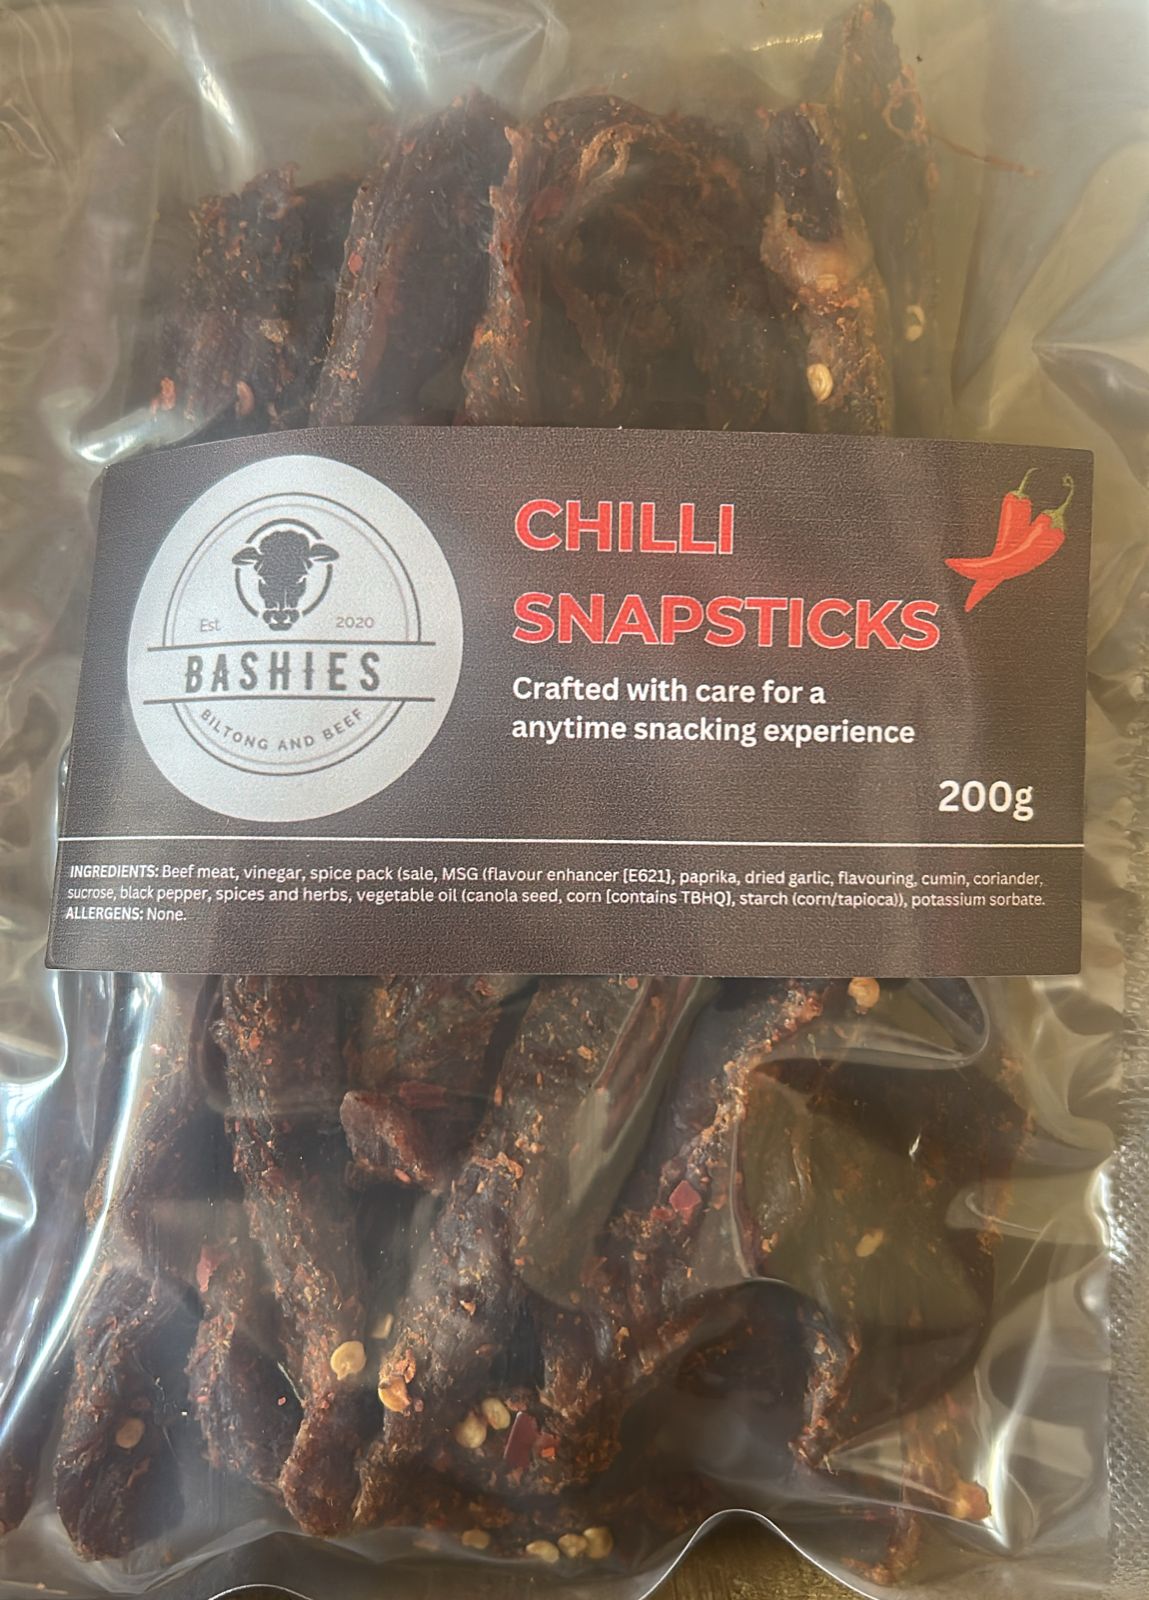 Est 2020
BASHIES
BILTONG AND BEEF
CHILLI
SNAPSTICKS
Crafted with care for a
anytime snacking experience
200g
INGREDIENTS: Beef meat, vinegar, spice pack (sale, MSG (flavour enhancer [E621], paprika, dried garlic, flavouring, cumin, coriander,
sucrose, black pepper, spices and herbs, vegetable oil (canola seed, corn [contains TBHQ], starch (corn/tapioca)), potassium sorbate.
ALLERGENS: None.